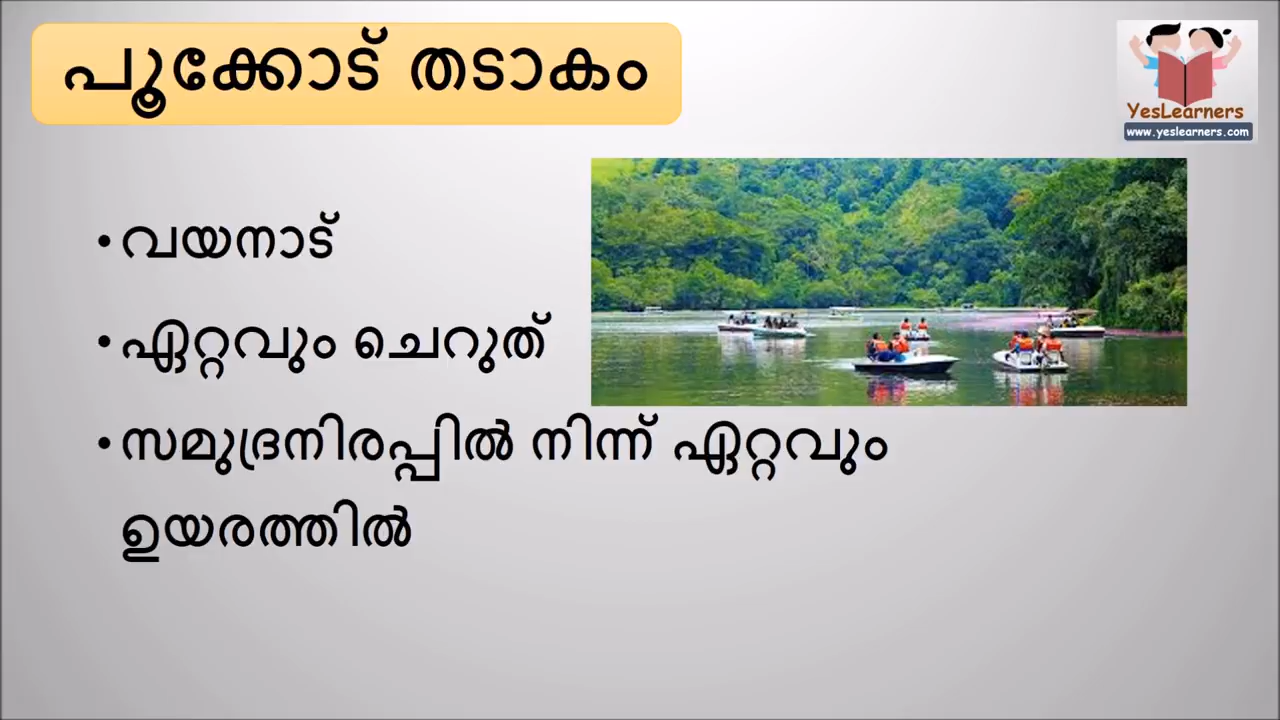 പൂക്കോട് തടാകം
YesLearners
www.yeslearners.com
• വയനാട്
• ഏറ്റവും ചെറുത്
• സമുദ്രനിരപ്പിൽ നിന്ന് ഏറ്റവും
ഉയരത്തിൽ